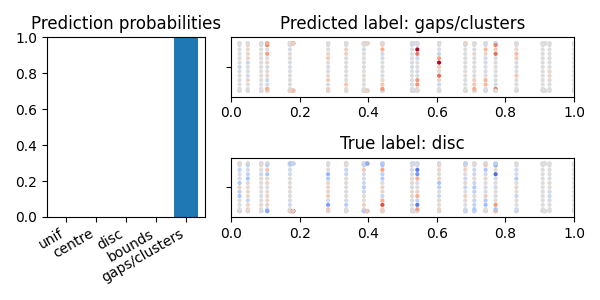 Prediction probabilities
1.0
0.8
0.6
0.4
0.2
0.0
unif
centre
disc
bounds
gaps/clusters
Predicted label: gaps/clusters
0.0 0.2 0.4 0.6 0.8 1.0
True label: disc
0.0 0.2 0.4 0.6 0.8 1.0